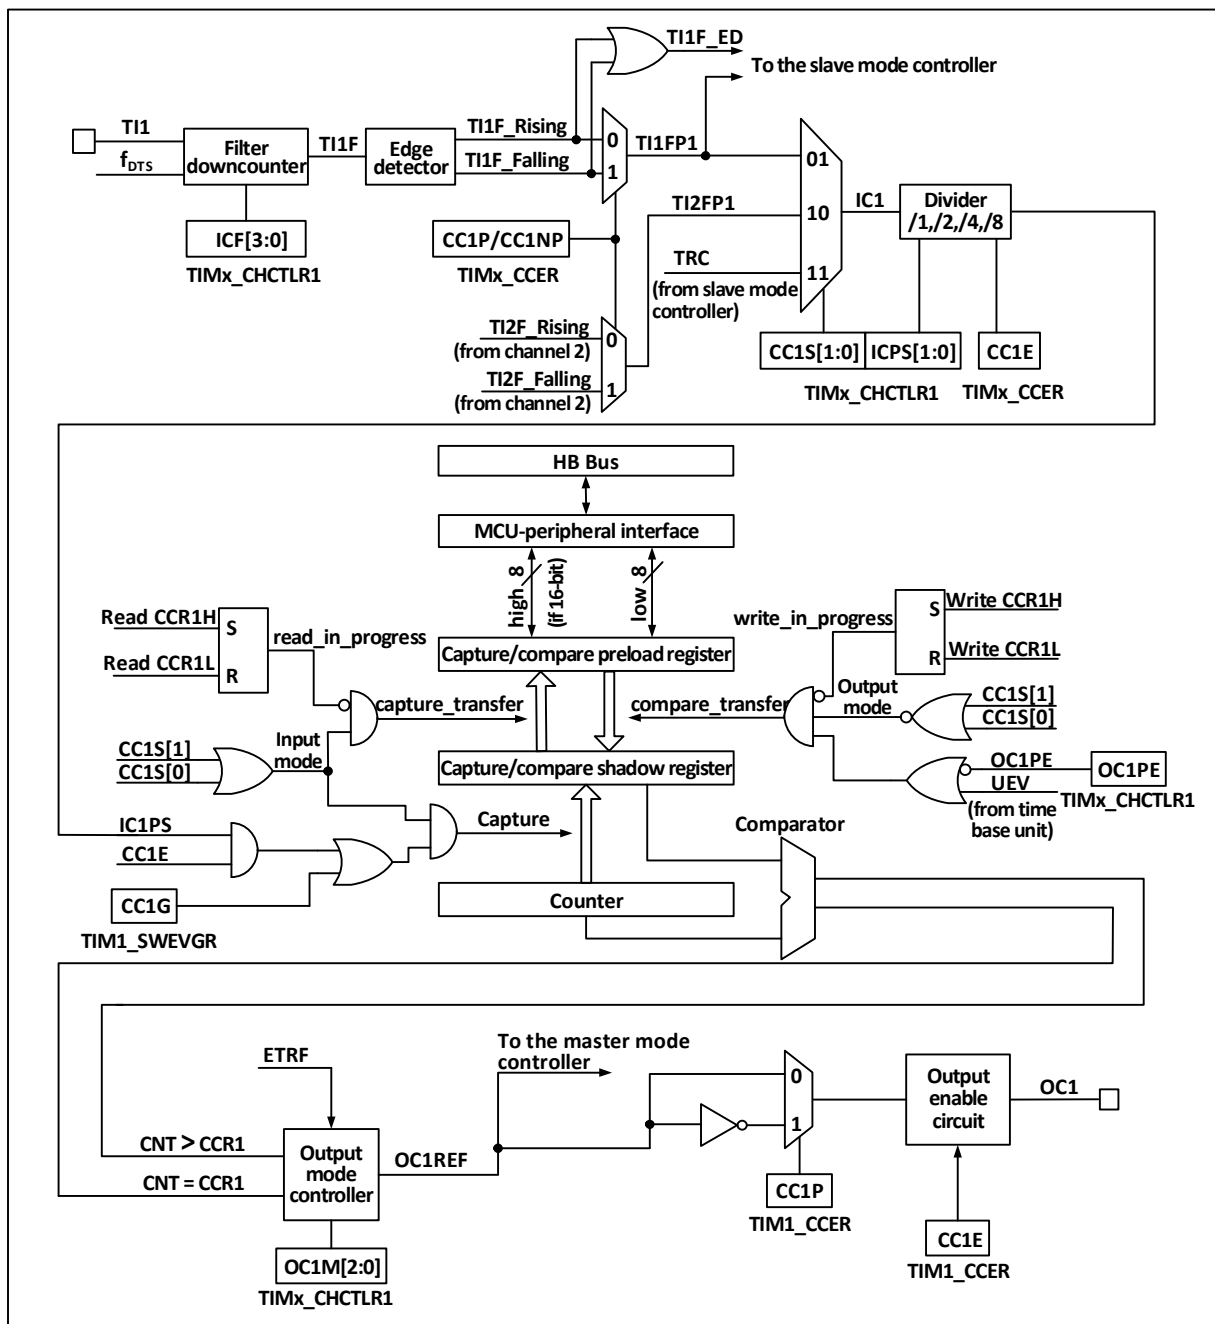 TI1F_ED
To the slave mode controller
TI1
f_DTS
Filter
downcounter
TI1F
Edge
detector
TI1F_Rising
TI1F_Falling
0
1
TI1FP1
01
10
11
TI2FP1
TRC
(from slave mode
controller)
IC1
Divider
/1,/2,/4,/8
ICF[3:0]
TIMx_CHCTLR1
CC1P/CC1NP
TIMx_CCER
TI2F_Rising
(from channel 2)
TI2F_Falling
(from channel 2)
0
1
CC1S[1:0]
ICPS[1:0]
CC1E
TIMx_CHCTLR1
TIMx_CCER
HB Bus
MCU-peripheral interface
high 8
(if 16-bit)
low 8
Read CCR1H
Read CCR1L
S
R
read_in_progress
Capture/compare preload register
write_in_progress
S
R
Write CCR1H
Write CCR1L
capture_transfer
compare_transfer
Output
mode
CC1S[1]
CC1S[0]
CC1S[1]
CC1S[0]
Input
mode
Capture/compare shadow register
OC1PE
UEV
(from time
base unit)
OC1PE
TIMx_CHCTLR1
IC1PS
CC1E
Capture
Comparator
CC1G
TIM1_SWEVGR
Counter
ETRF
To the master mode
controller
CNT > CCR1
CNT = CCR1
Output
mode
controller
OC1REF
0
1
Output
enable
circuit
OC1
CC1P
TIM1_CCER
CC1E
TIM1_CCER
OC1M[2:0]
TIMx_CHCTLR1